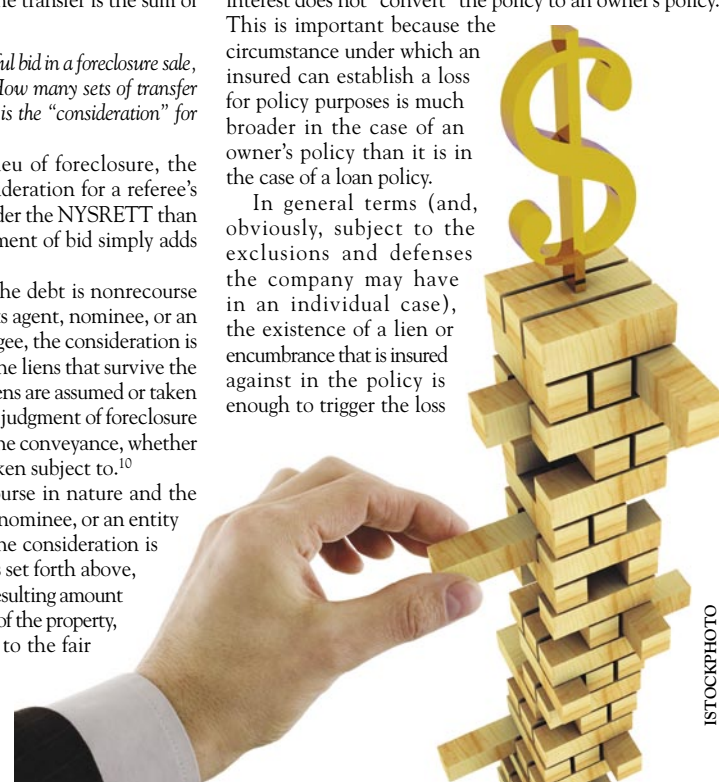 he transfer is the sum of
ful bid in a foreclosure sale,
How many sets of transfer
is the “consideration” for
ieu of foreclosure, the
ideration for a referee’s
der the NYSRETT than
ment of bid simply adds
he debt is nonrecourse
ts agent, nominee, or an
gee, the consideration is
he liens that survive the
ens are assumed or taken
judgment of foreclosure
he conveyance, whether
ken subject to.10
urse in nature and the
nominee, or an entity
he consideration is
s set forth above,
esulting amount
of the property,
to the fair
interest does not “convert” the policy to an owner’s policy.
This is important because the
circumstance under which an
insured can establish a loss
for policy purposes is much
broader in the case of an
owner’s policy than it is in
the case of a loan policy.
In general terms (and,
obviously, subject to the
exclusions and defenses
the company may have
in an individual case),
the existence of a lien or
encumbrance that is insured
against in the policy is
enough to trigger the loss
$
ISTOCKPHOTO